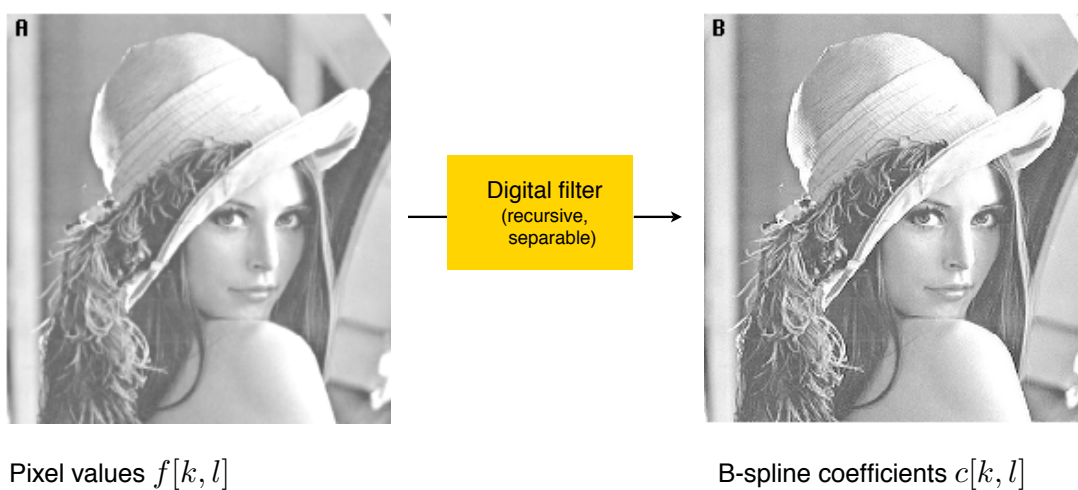 A
B
Digital filter
(recursive,
separable)
Pixel values f[k, l]
B-spline coefficients c[k, l]